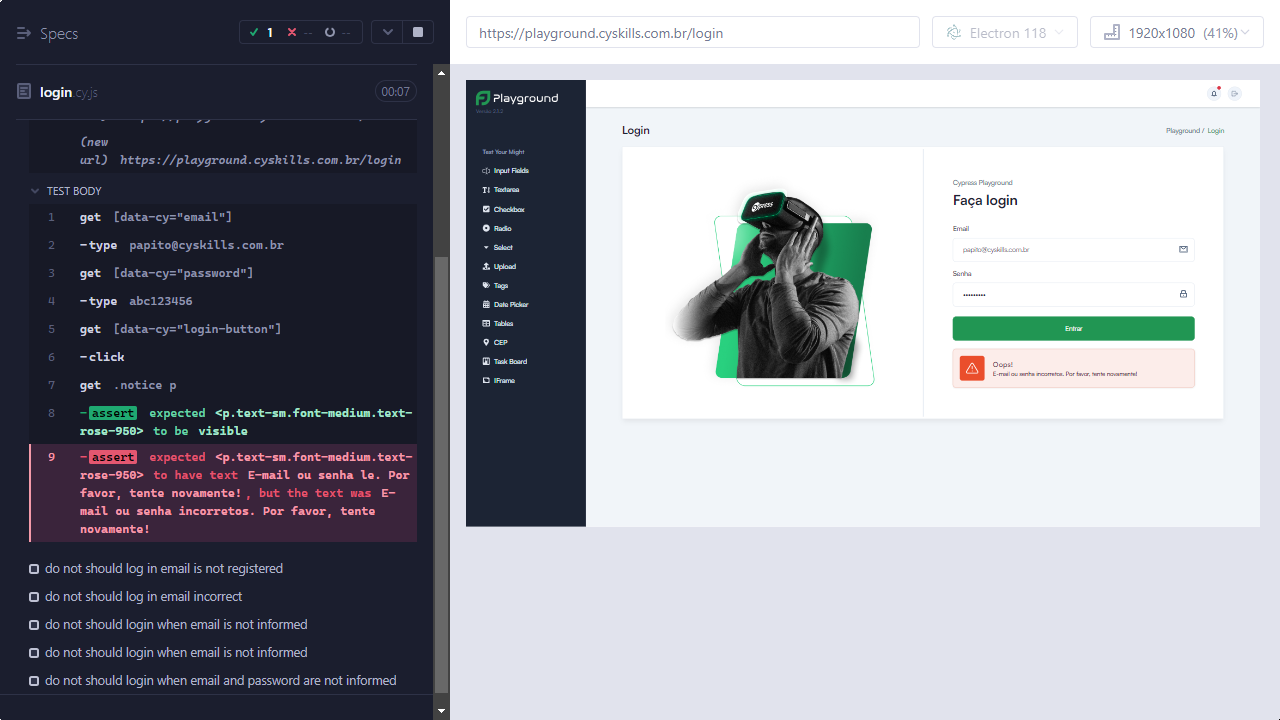 Specs
1
--
--
login.cy.js
00:07
(new
url) https://playground.cyskills.com.br/login
TEST BODY
1 get [data-cy="email"]
2 -type papito@cyskills.com.br
3 get [data-cy="password"]
4 -type abc123456
5 get [data-cy="login-button"]
6 -click
7 get .notice p
8 -assert expected <p.text-sm.font-medium.text-
rose-950> to be visible
9 -assert expected <p.text-sm.font-medium.text-
rose-950> to have text E-mail ou senha le. Por
favor, tente novamente!, but the text was E-
mail ou senha incorretos. Por favor, tente
novamente!
do not should log in email is not registered
do not should log in email incorrect
do not should login when email is not informed
do not should login when email is not informed
do not should login when email and password are not informed
https://playground.cyskills.com.br/login
Electron 118
1920x1080 (41%)
Playground
Login
Playground / Login
Test Your Might
Input Fields
Textarea
Checkbox
Radio
Select
Upload
Tags
Date Picker
Tables
CEP
Task Board
IFrame
cypress
Cypress Playground
Faça login
Email
papito@cyskills.com.br
Senha
•••••••••
Entrar
Oops!
E-mail ou senha incorretos. Por favor, tente novamente!